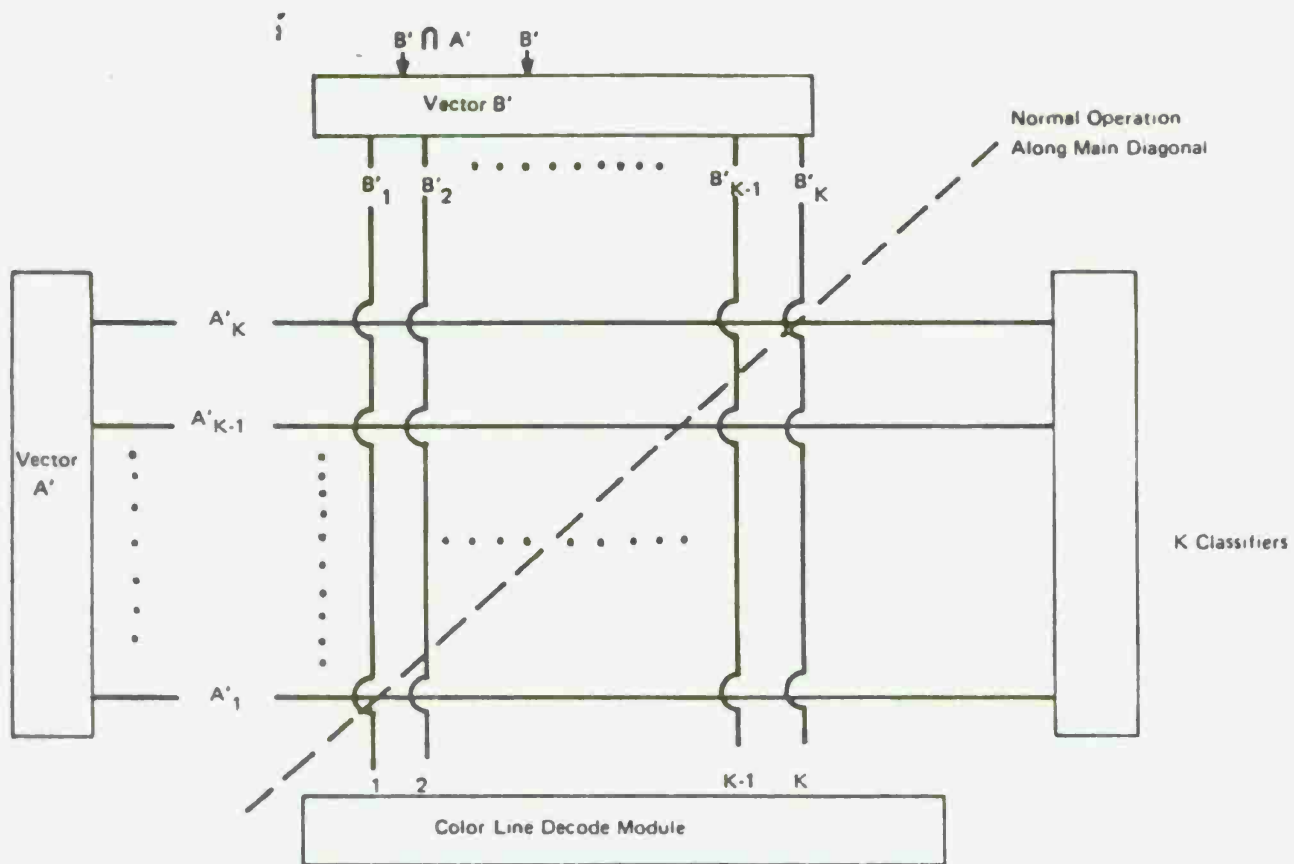 B' ∩ A' B'
Vector B'
Normal Operation
Along Main Diagonal
B'1 B'2 B'K-1 B'K
A'K
A'K-1
Vector
A'
K Classifiers
A'1
1 2 K-1 K
Color Line Decode Module